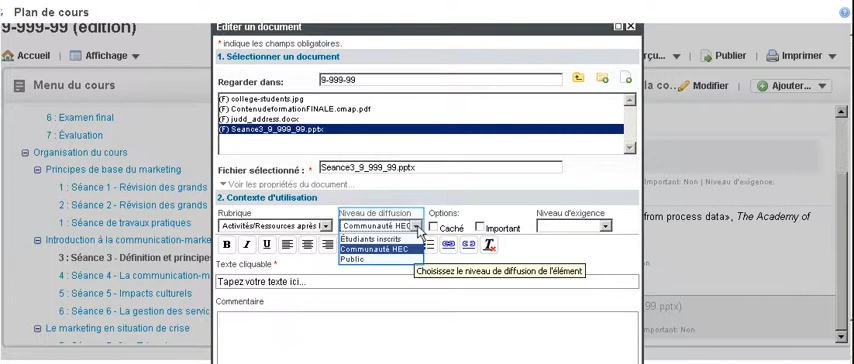 Plan de cours
9-999-99 (édition)
Editer un document
* indique les champs obligatoires.
Accueil
Affichage
Publier
Imprimer
1. Sélectionner un document
Menu du cours
Regarder dans:
9-999-99
Modifier
Ajouter...
(F) college-students.jpg
(F) ContenudeformationFINALE.cmap.pdf
(F) judd_address.docx
(F) Seance3_9_999_99.pptx
6 : Examen final
7 : Évaluation
Organisation du cours
Principes de base du marketing
Fichier sélectionné : *
Seance3_9_999_99.pptx
Important: Non | Niveau d'exigence:
1 : Séance 1 - Révision des grands
Voir les propriétés du document...
2 : Séance 2 - Révision des grands
2. Contexte d'utilisation
1 : Séance de travaux pratiques
Rubrique
Niveau de diffusion
Options:
Niveau d'exigence
from process data», The Academy of
Activités/Ressources après l
Communauté HEC
Caché
Important
Introduction à la communication-marke
Étudiants inscrits
Communauté HEC
Public
3 : Séance 3 - Définition et principe
B I U
Choisissez le niveau de diffusion de l'élément
4 : Séance 4 - La communication-m
Texte cliquable *
Tapez votre texte ici...
5 : Séance 5 - Impacts culturels
6 : Séance 6 - La gestion des servic
Commentaire
Le marketing en situation de crise
Important: Non